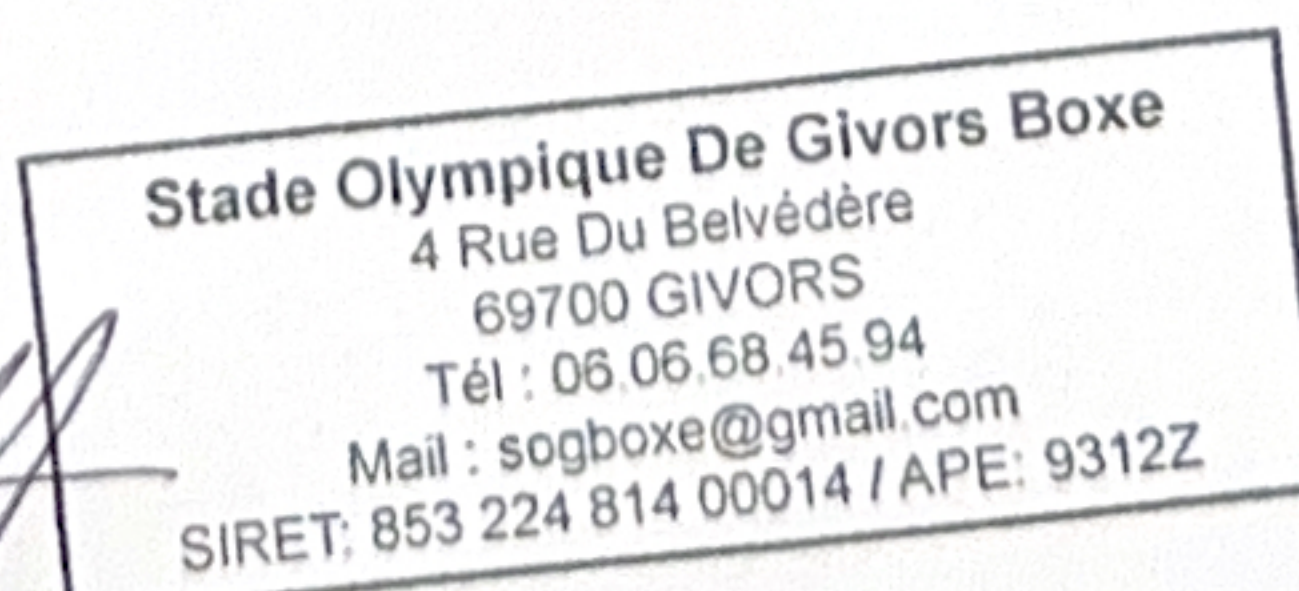 Stade Olympique De Givors Boxe
4 Rue Du Belvédère
69700 GIVORS
Tél : 06.06.68.45.94
Mail : sogboxe@gmail.com
SIRET: 853 224 814 00014 / APE: 9312Z